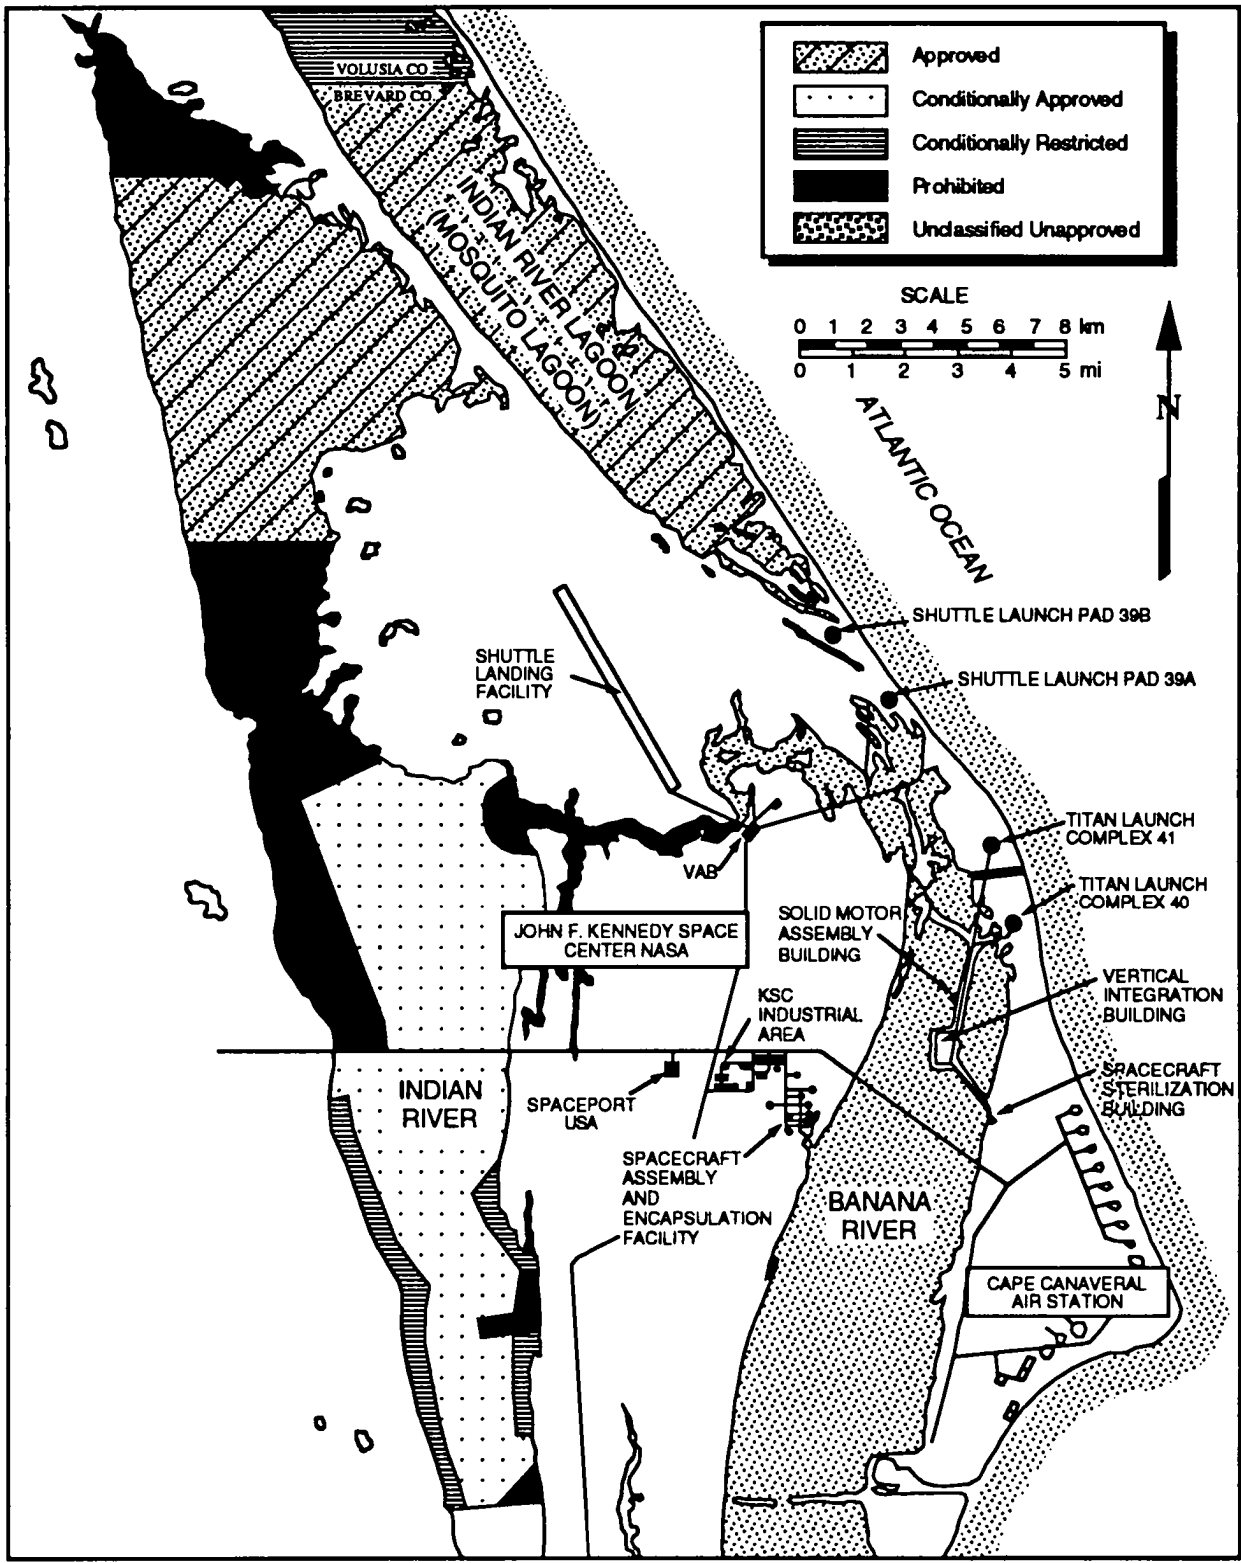 VOLUSIA CO.
BREVARD CO.
Approved
Conditionally Approved
Conditionally Restricted
Prohibited
Unclassified Unapproved
SCALE
0 1 2 3 4 5 6 7 8 km
0 1 2 3 4 5 mi
N
INDIAN RIVER LAGOON
(MOSQUITO LAGOON)
ATLANTIC OCEAN
SHUTTLE LAUNCH PAD 39B
SHUTTLE LAUNCH PAD 39A
SHUTTLE
LANDING
FACILITY
TITAN LAUNCH
COMPLEX 41
VAB
TITAN LAUNCH
COMPLEX 40
JOHN F. KENNEDY SPACE
CENTER NASA
SOLID MOTOR
ASSEMBLY
BUILDING
VERTICAL
INTEGRATION
BUILDING
KSC
INDUSTRIAL
AREA
INDIAN
RIVER
SPACEPORT
USA
SPACECRAFT
STERILIZATION
BUILDING
SPACECRAFT
ASSEMBLY
AND
ENCAPSULATION
FACILITY
BANANA
RIVER
CAPE CANAVERAL
AIR STATION